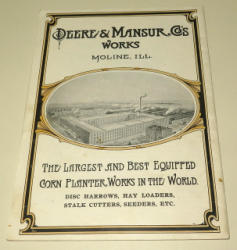 DEERE & MANSUR Co's
WORKS
MOLINE, ILL.
THE LARGEST AND BEST EQUIPPED
CORN PLANTER WORKS IN THE WORLD.
DISC HARROWS, HAY LOADERS,
STALK CUTTERS, SEEDERS, ETC.